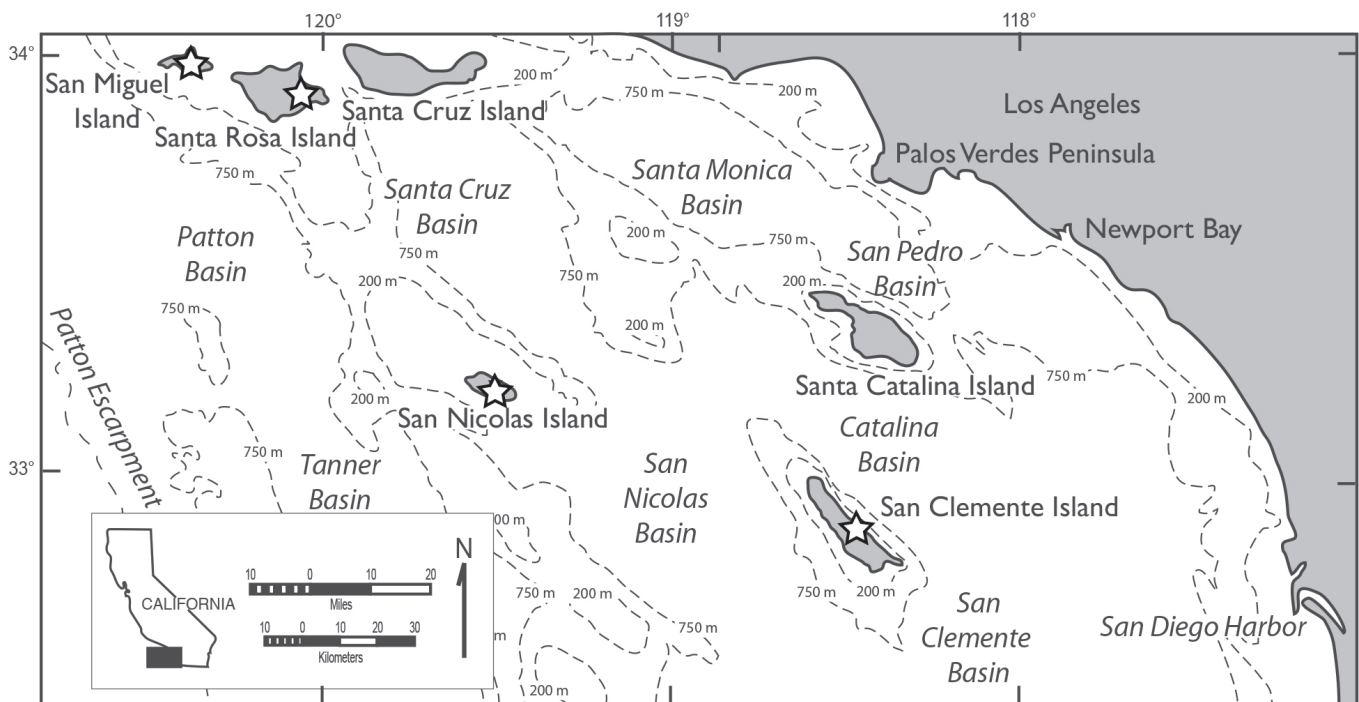 120°
119°
118°
34°
San Miguel
Island
Santa Rosa Island
Santa Cruz Island
200 m
750 m
200 m
Los Angeles
Palos Verdes Peninsula
Newport Bay
Santa Monica
Basin
750 m
Santa Cruz
Basin
Patton
Basin
200 m
750 m
San Pedro
Basin
750 m
200 m
750 m
200 m
750 m
200 m
Patton Escarpment
Santa Catalina Island
750 m
200 m
200 m
San Nicolas Island
Catalina
Basin
750 m
33°
Tanner
Basin
San
Nicolas
Basin
San Clemente Island
00 m
750 m
200 m
750 m
200 m
San
Clemente
Basin
750 m
San Diego Harbor
m
200 m
CALIFORNIA
10 0 10 20
Miles
10 0 10 20 30
Kilometers
N